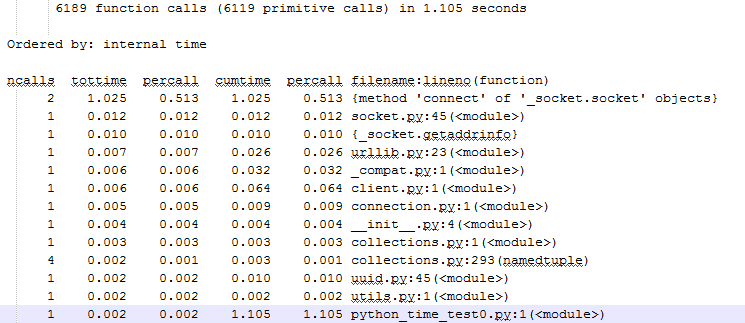 6189 function calls (6119 primitive calls) in 1.105 seconds
Ordered by: internal time
ncalls tottime percall cumtime percall filename:lineno(function)
2 1.025 0.513 1.025 0.513 {method 'connect' of '_socket.socket' objects}
1 0.012 0.012 0.012 0.012 socket.py:45(<module>)
1 0.010 0.010 0.010 0.010 {_socket.getaddrinfo}
1 0.007 0.007 0.026 0.026 urllib.py:23(<module>)
1 0.006 0.006 0.032 0.032 _compat.py:1(<module>)
1 0.006 0.006 0.064 0.064 client.py:1(<module>)
1 0.005 0.005 0.009 0.009 connection.py:1(<module>)
1 0.004 0.004 0.004 0.004 __init__.py:4(<module>)
1 0.003 0.003 0.003 0.003 collections.py:1(<module>)
4 0.002 0.001 0.003 0.001 collections.py:293(namedtuple)
1 0.002 0.002 0.010 0.010 uuid.py:45(<module>)
1 0.002 0.002 0.002 0.002 utils.py:1(<module>)
1 0.002 0.002 1.105 1.105 python_time_test0.py:1(<module>)